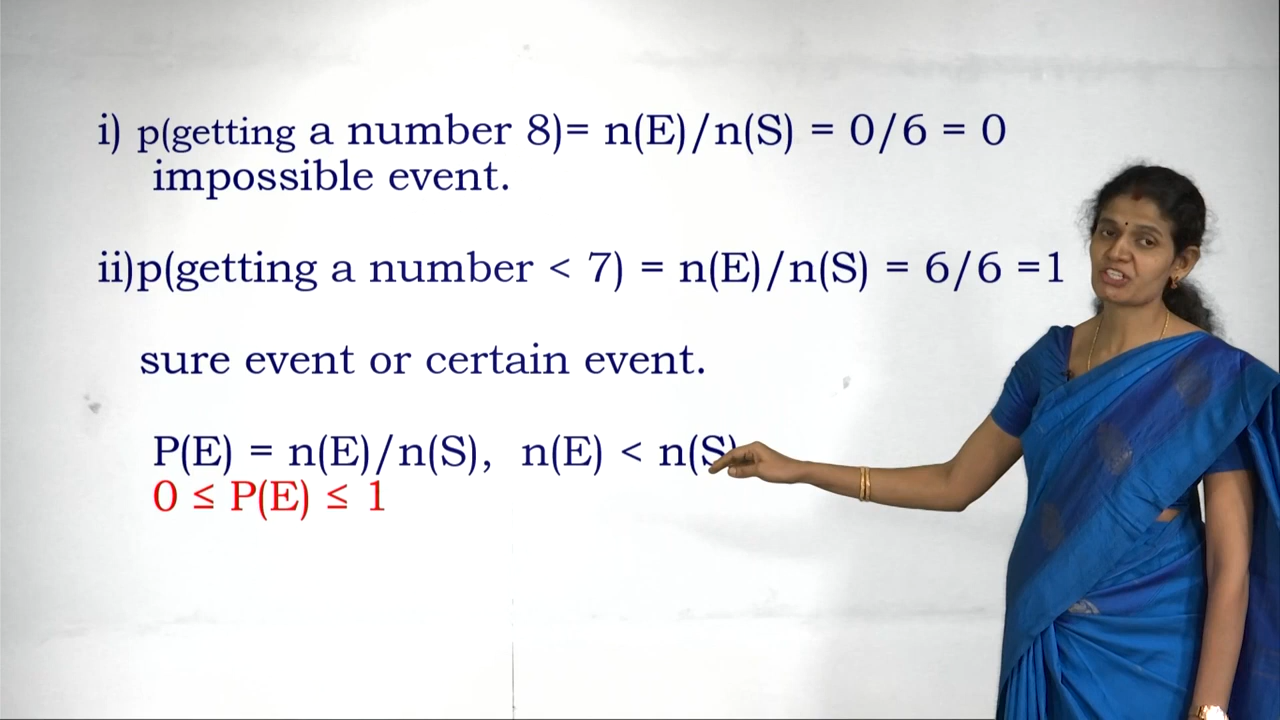 i) p(getting a number 8)= n(E)/n(S) = 0/6 = 0
impossible event.
ii)p(getting a number < 7) = n(E)/n(S) = 6/6 =1
sure event or certain event.
P(E) = n(E)/n(S), n(E) < n(S)
0 ≤ P(E) ≤ 1